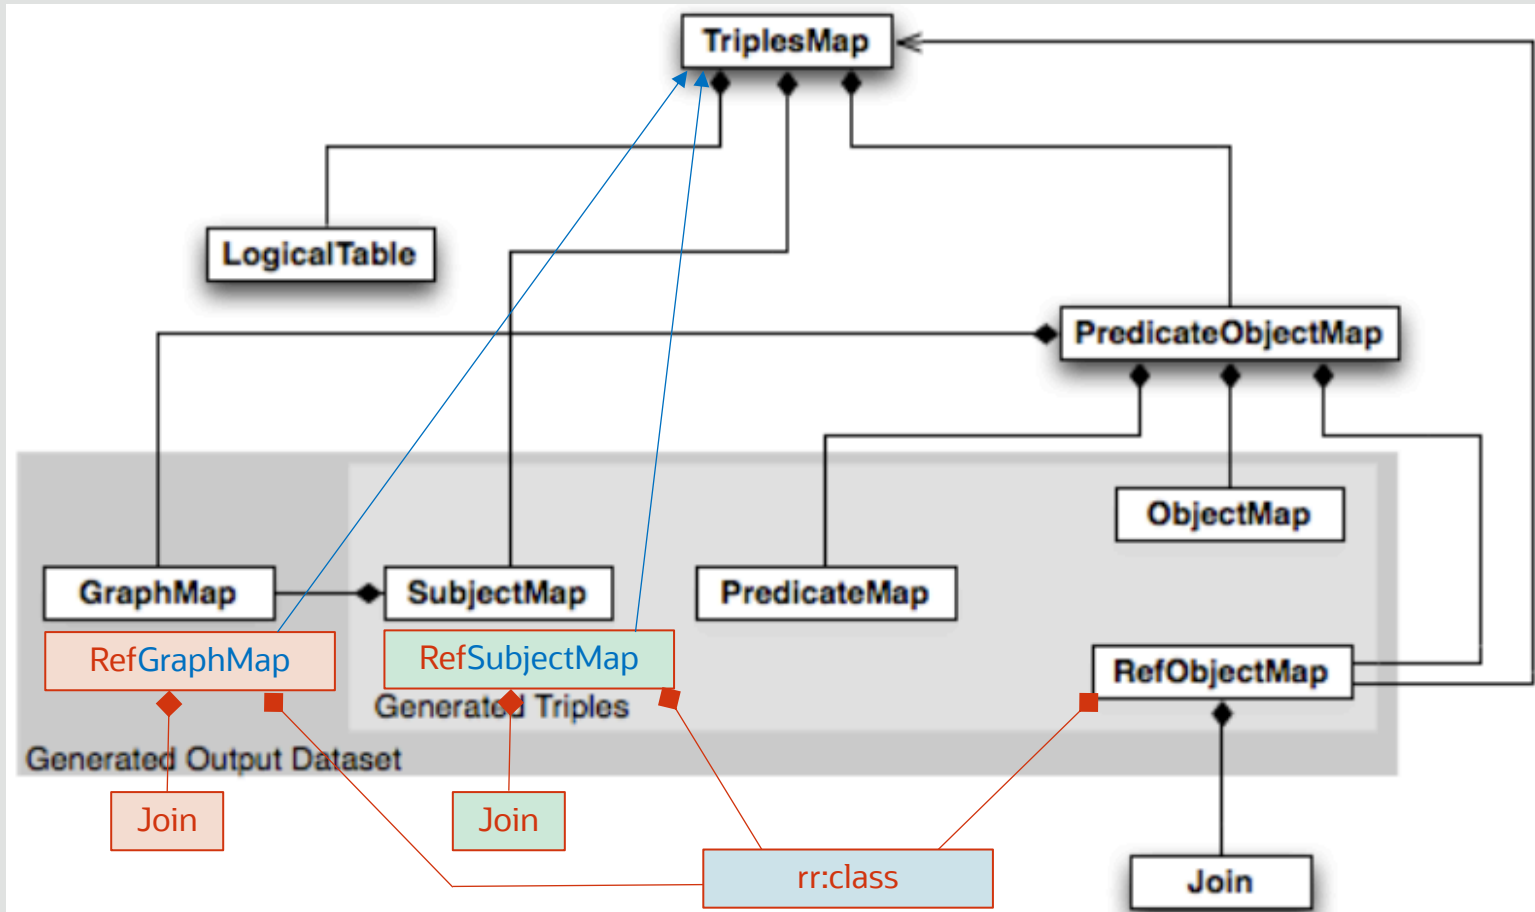 TriplesMap
LogicalTable
PredicateObjectMap
ObjectMap
GraphMap
SubjectMap
PredicateMap
RefGraphMap
RefSubjectMap
RefObjectMap
Generated Triples
Generated Output Dataset
Join
Join
rr:class
Join